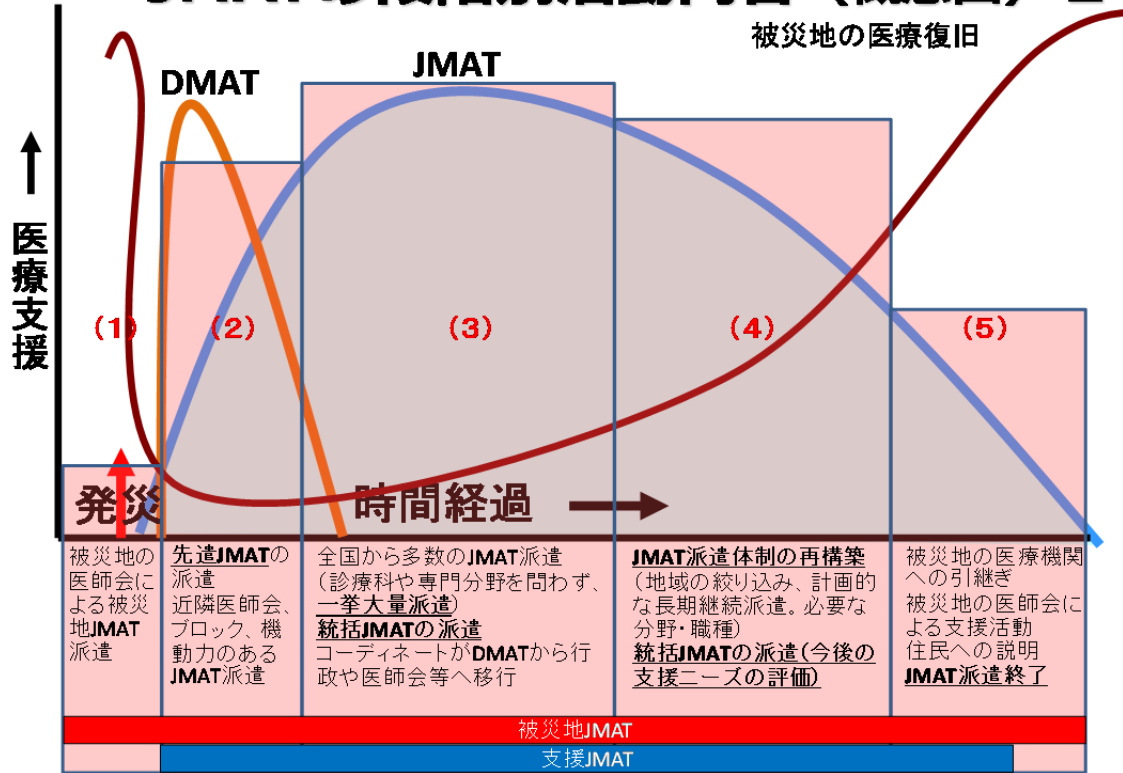 被災地の医療復旧
DMAT
JMAT
↑医療支援
(1)
(2)
(3)
(4)
(5)
発災
時間経過 →
被災地の
医師会に
よる被災
地JMAT
派遣
先遣JMATの
派遣
近隣医師会、
ブロック、機
動力のある
JMAT派遣
全国から多数のJMAT派遣
(診療科や専門分野を問わず、
一挙大量派遣)
統括JMATの派遣
コーディネートがDMATから行
政や医師会等へ移行
JMAT派遣体制の再構築
(地域の絞り込み、計画的
な長期継続派遣。必要な
分野・職種)
統括JMATの派遣(今後の
支援ニーズの評価)
被災地の医療機関
への引継ぎ
被災地の医師会に
よる支援活動
住民への説明
JMAT派遣終了
被災地JMAT
支援JMAT